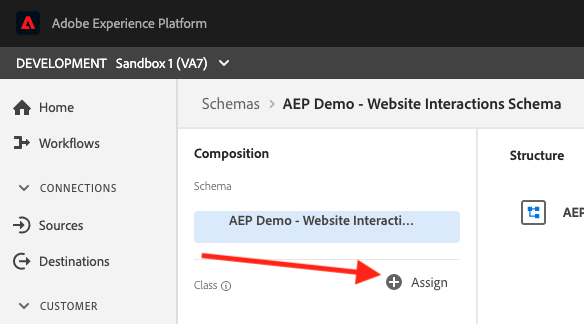 Adobe Experience Platform
DEVELOPMENT Sandbox 1 (VA7)
Home
Workflows
CONNECTIONS
Sources
Destinations
CUSTOMER
Schemas > AEP Demo - Website Interactions Schema
Composition
Schema
AEP Demo - Website Interacti...
Class
Assign
Structure
AEP